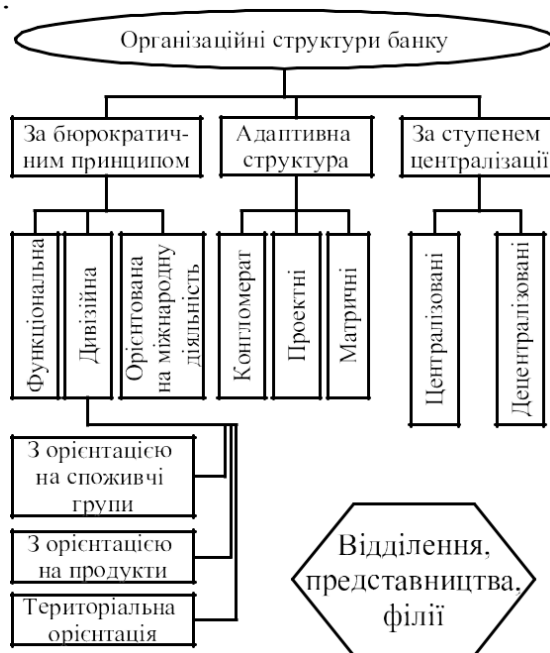 Організаційні структури банку
За бюрократич-
ним принципом
Адаптивна
структура
За ступенем
централізації
Функціональна
Дивізійна
Орієнтована
на міжнародну
діяльність
Конгломерат
Проектні
Матричні
Централізовані
Децентралізовані
З орієнтацією
на споживчі
групи
З орієнтацією
на продукти
Територіальна
орієнтація
Відділення,
представництва,
філії